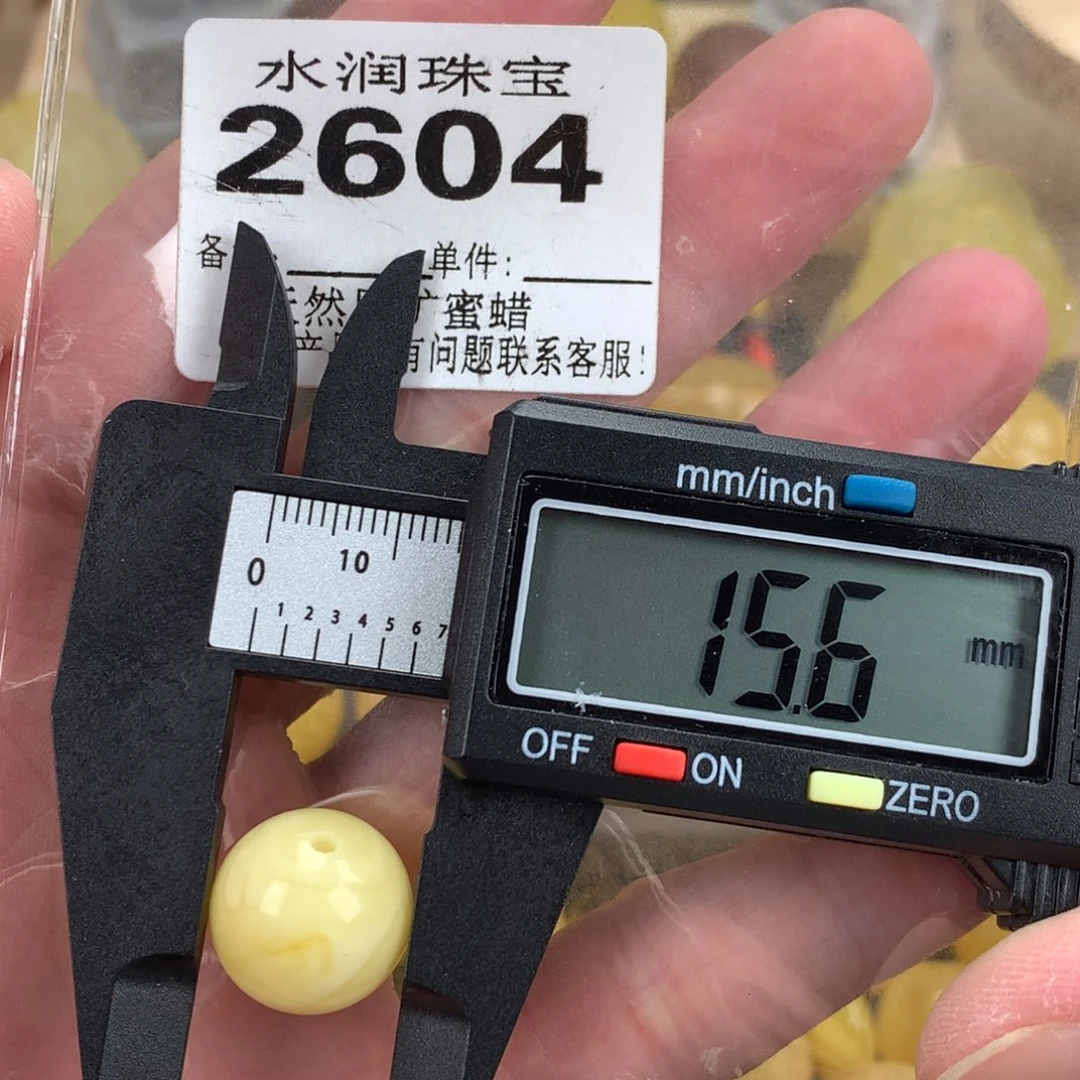 水润珠宝
2604
备 单件:
然 矿蜜蜡
产 有问题联系客服!
mm/inch
0 10
1 2 3 4 5 6 7
15.6 mm
OFF ON ZERO